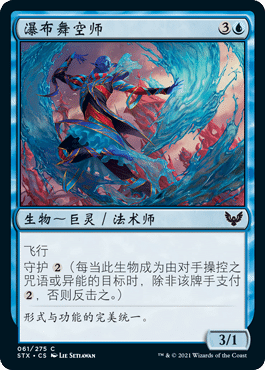 瀑布舞空师 3
生物～巨灵／法术师
飞行
守护 2（每当此生物成为由对手操控之
咒语或异能的目标时，除非该牌手支付
2，否则反击之。）
形式与功能的完美统一。
3/1
061/275 C
STX • CS LIE SETIAWAN
™ & © 2021 Wizards of the Coast